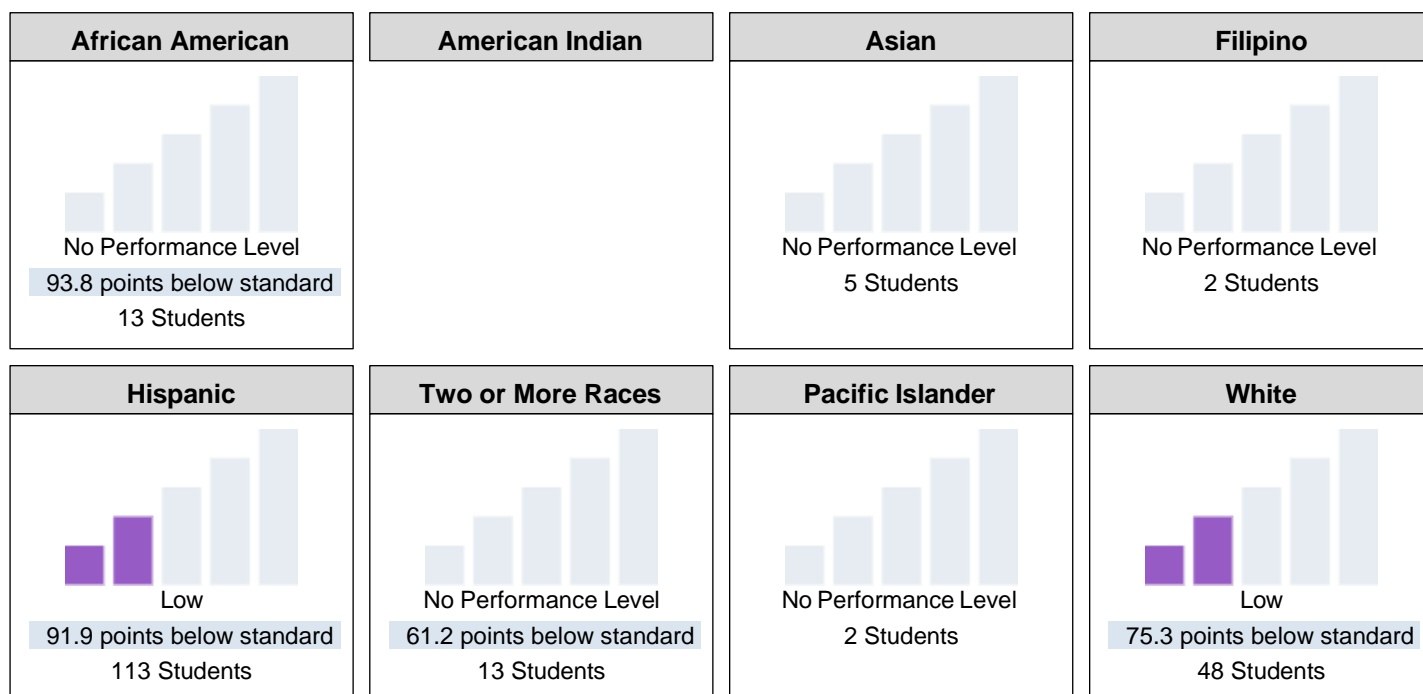 African American
No Performance Level
93.8 points below standard
13 Students
American Indian
Asian
No Performance Level
5 Students
Filipino
No Performance Level
2 Students
Hispanic
Low
91.9 points below standard
113 Students
Two or More Races
No Performance Level
61.2 points below standard
13 Students
Pacific Islander
No Performance Level
2 Students
White
Low
75.3 points below standard
48 Students